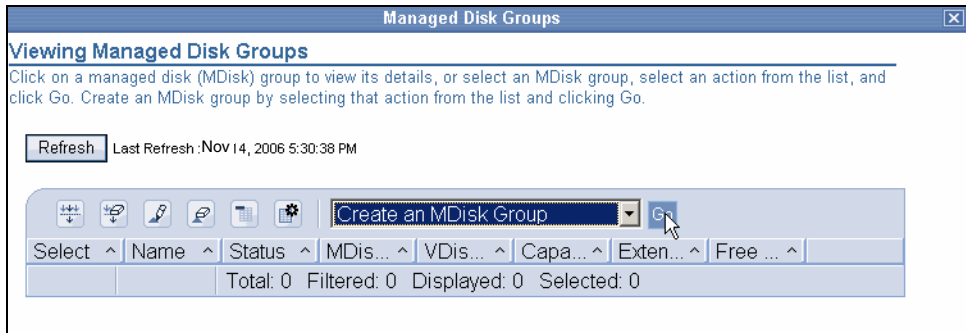 Managed Disk Groups
Viewing Managed Disk Groups
Click on a managed disk (MDisk) group to view its details, or select an MDisk group, select an action from the list, and
click Go. Create an MDisk group by selecting that action from the list and clicking Go.
Refresh Last Refresh :Nov 14, 2006 5:30:38 PM
Create an MDisk Group Go
Select ^ Name ^ Status ^ MDis... ^ VDis... ^ Capa... ^ Exten... ^ Free ... ^
Total: 0 Filtered: 0 Displayed: 0 Selected: 0